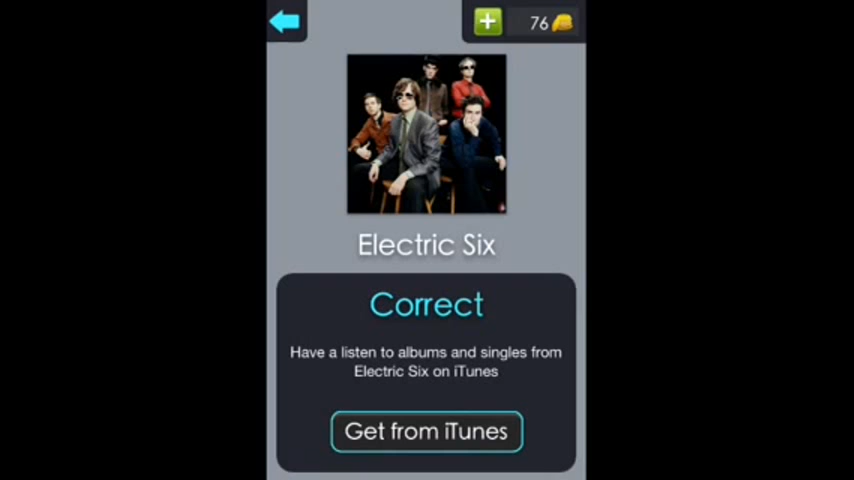 76
Electric Six
Correct
Have a listen to albums and singles from
Electric Six on iTunes
Get from iTunes